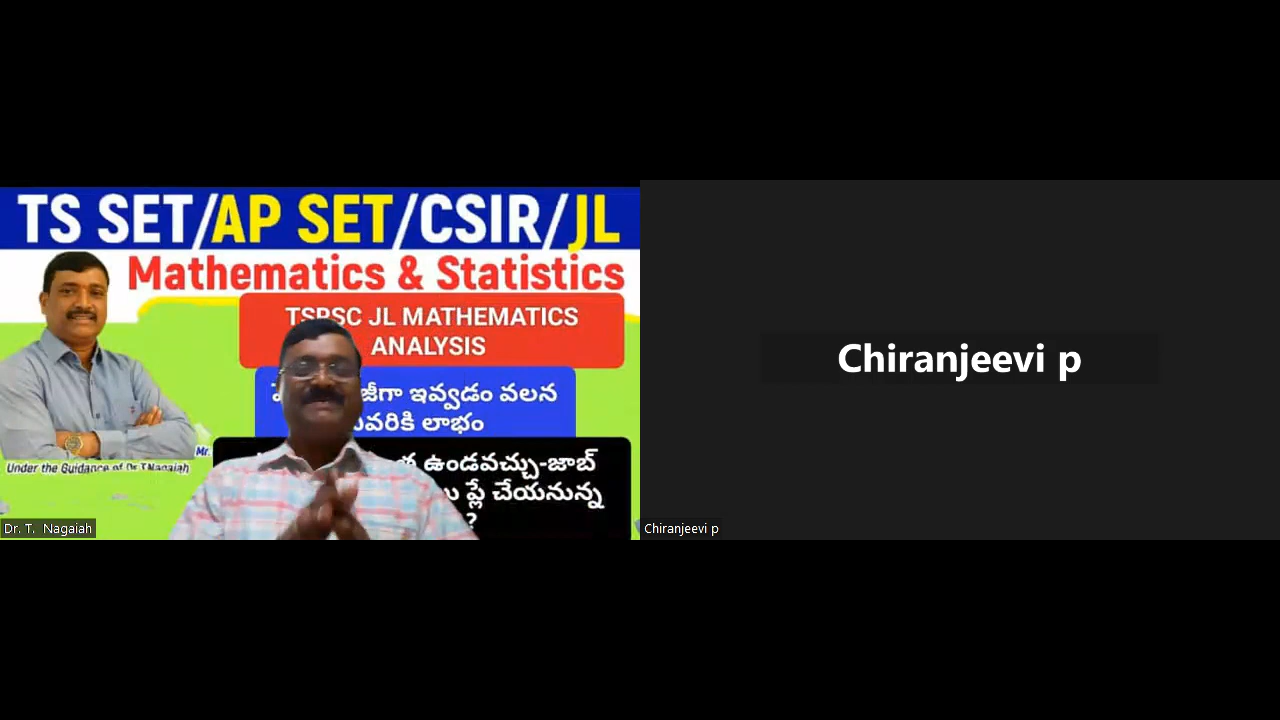 TS SET/AP SET/CSIR/JL
Mathematics & Statistics
TSPSC JL MATHEMATICS
ANALYSIS
ఇవ్వడం వలన
లాభం
ఉండవచ్చు-జాబ్
ప్లే చేయనున్న
?
Mr.
Under the Guidance of Dr.T.Nagaiah
Dr. T. Nagaiah
Chiranjeevi p
Chiranjeevi p